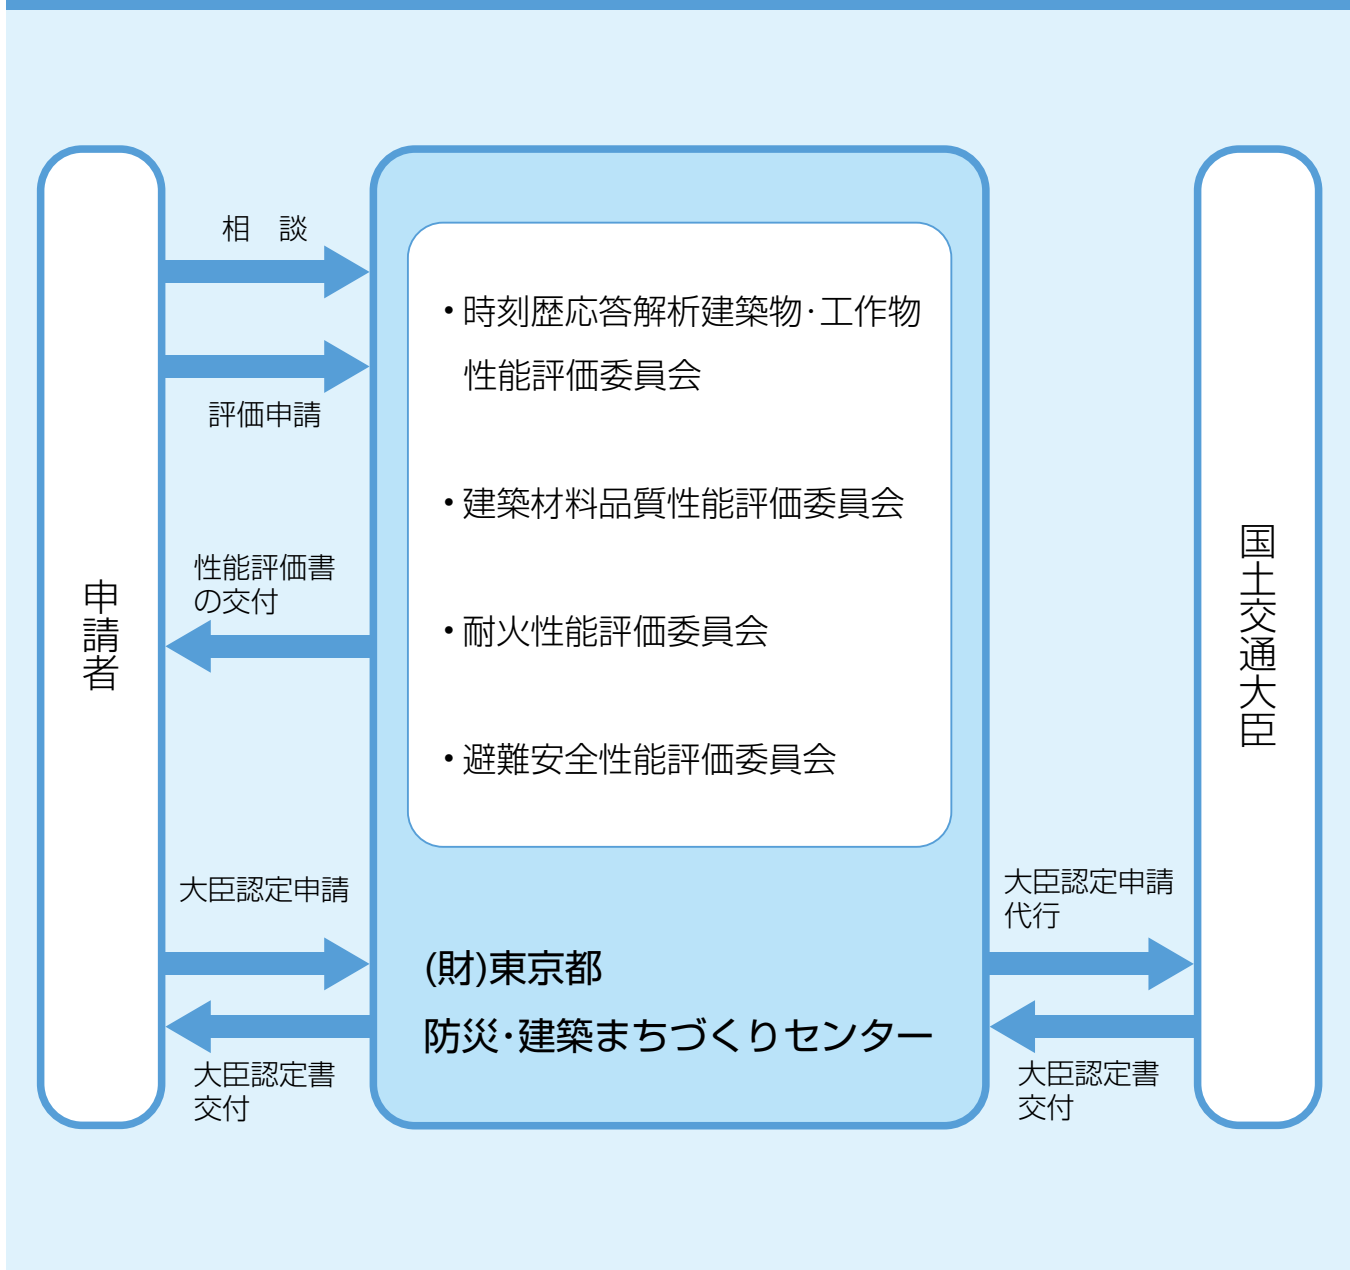 申請者
相　談
評価申請
性能評価書
の交付
大臣認定申請
大臣認定書
交付
・時刻歴応答解析建築物・工作物
性能評価委員会
・建築材料品質性能評価委員会
・耐火性能評価委員会
・避難安全性能評価委員会
(財)東京都
防災・建築まちづくりセンター
大臣認定申請
代行
大臣認定書
交付
国土交通大臣